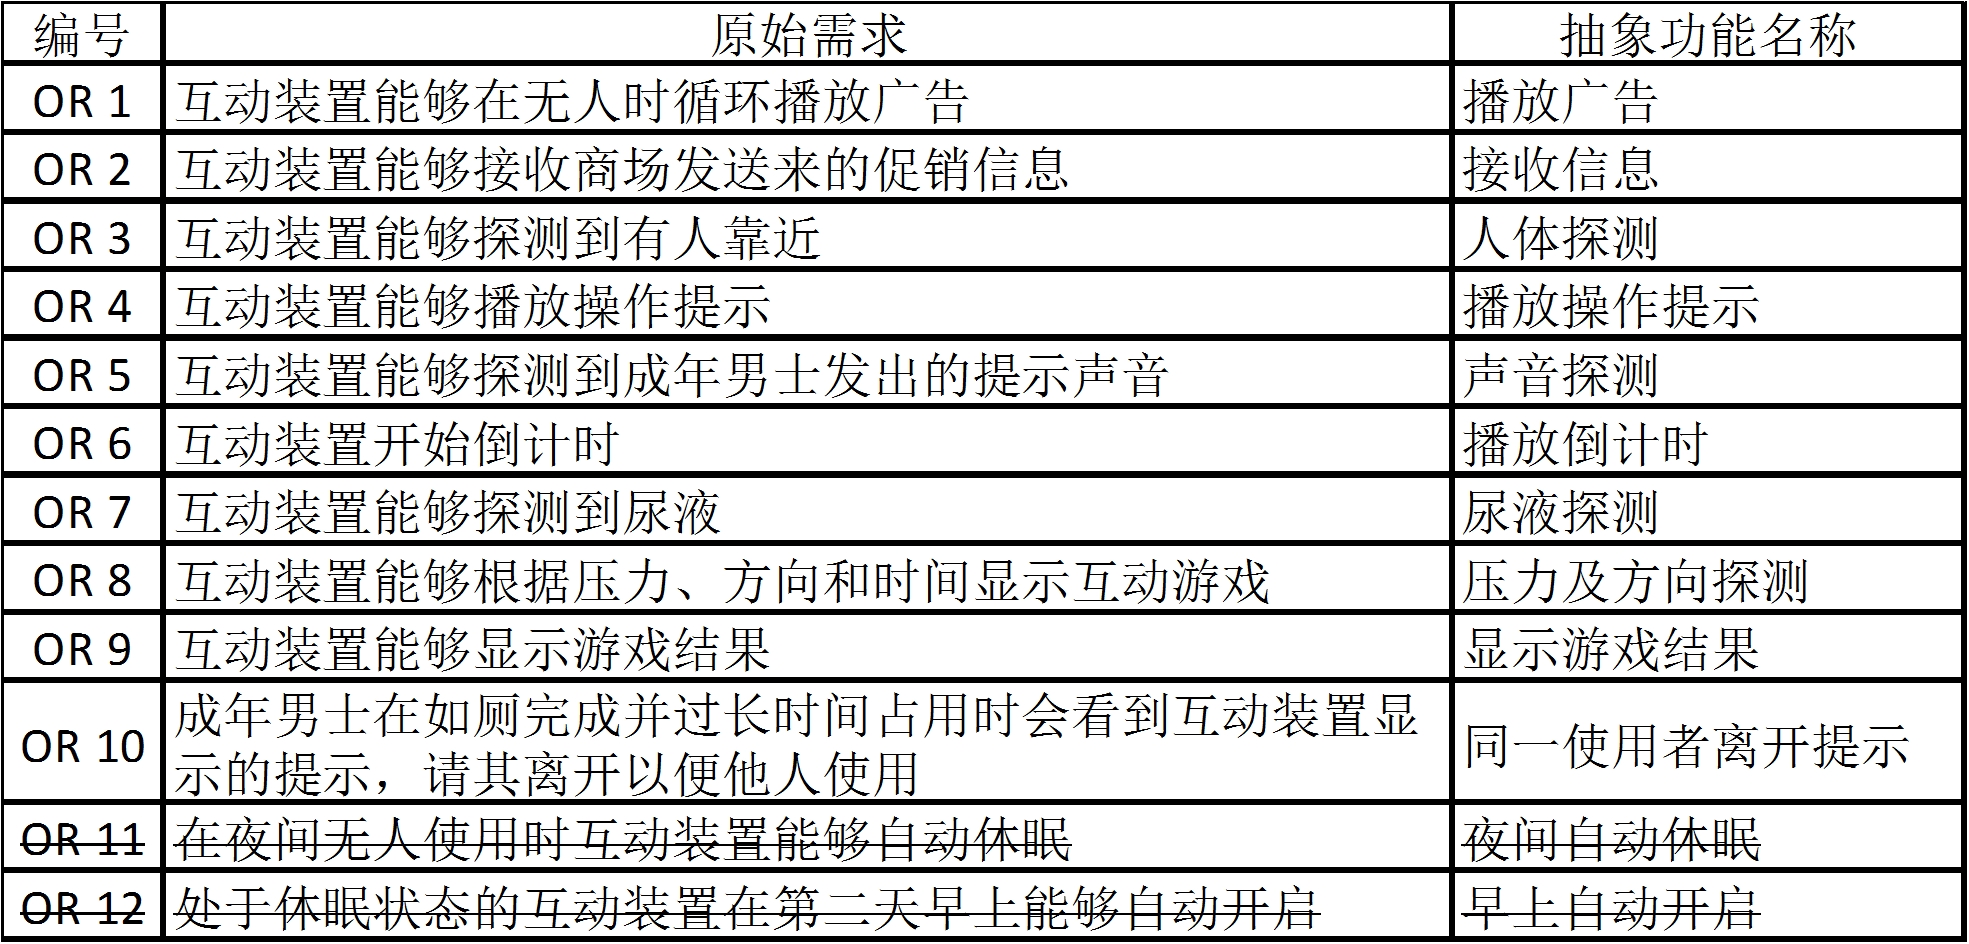 编号 原始需求 抽象功能名称
OR 1 互动装置能够在无人时循环播放广告 播放广告
OR 2 互动装置能够接收商场发送来的促销信息 接收信息
OR 3 互动装置能够探测到有人靠近 人体探测
OR 4 互动装置能够播放操作提示 播放操作提示
OR 5 互动装置能够探测到成年男士发出的提示声音 声音探测
OR 6 互动装置开始倒计时 播放倒计时
OR 7 互动装置能够探测到尿液 尿液探测
OR 8 互动装置能够根据压力、方向和时间显示互动游戏 压力及方向探测
OR 9 互动装置能够显示游戏结果 显示游戏结果
OR 10 成年男士在如厕完成并过长时间占用时会看到互动装置显
示的提示，请其离开以便他人使用 同一使用者离开提示
OR 11 在夜间无人使用时互动装置能够自动休眠 夜间自动休眠
OR 12 处于休眠状态的互动装置在第二天早上能够自动开启 早上自动开启